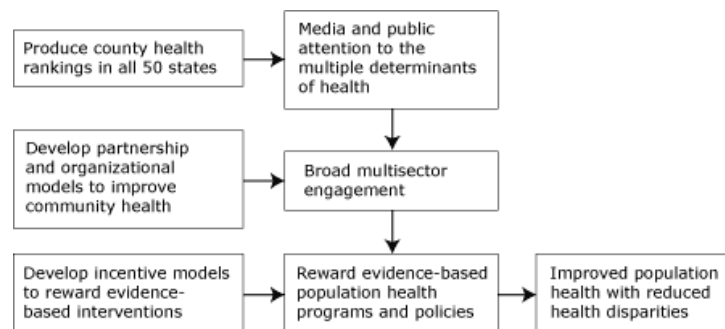 Produce county health
rankings in all 50 states
Media and public
attention to the
multiple determinants
of health
Develop partnership
and organizational
models to improve
community health
Broad multisector
engagement
Develop incentive models
to reward evidence-
based interventions
Reward evidence-based
population health
programs and policies
Improved population
health with reduced
health disparities